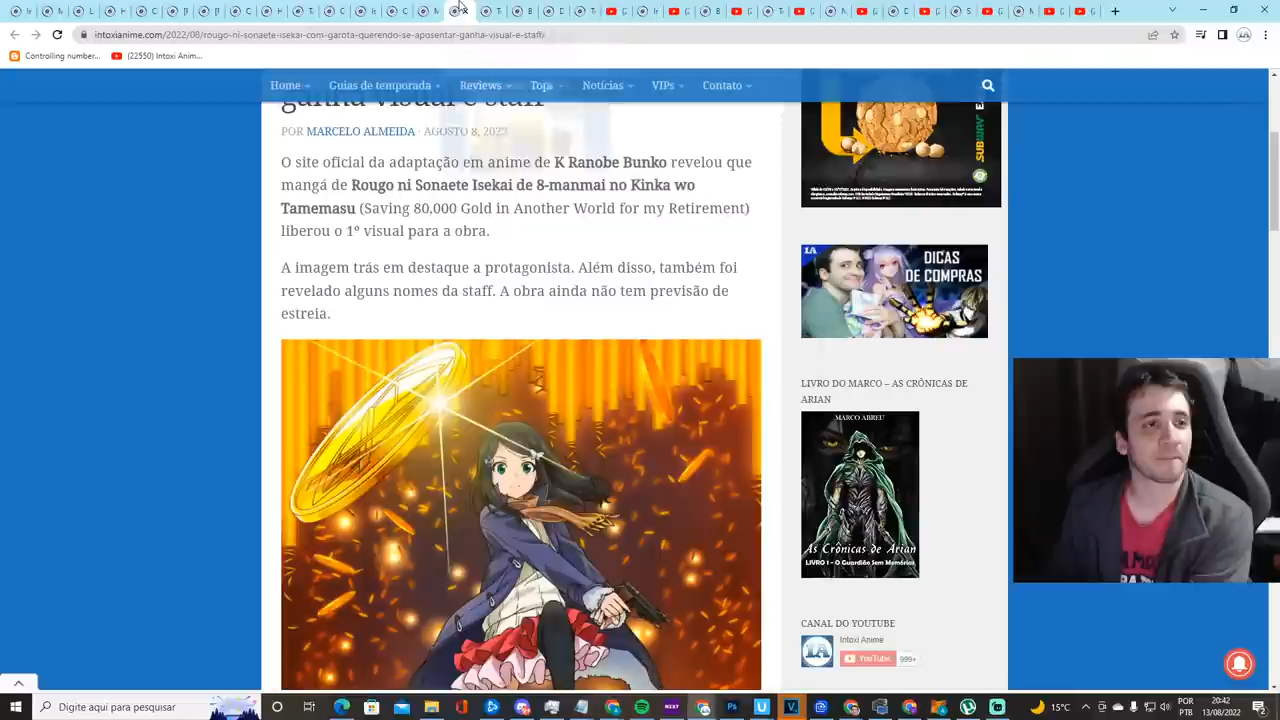 intoxianime.com/2022/08/rougo-ni-sonaete-isekai-com-garota-querendo-se-aposentar-ganha-visual-e-staff/
Controlling number...
(22550) Intoxi Anim...
Home
Guias de temporada
Reviews
Top
Notícias
VIPs
Contato
ganha visual e staff
POR MARCELO ALMEIDA · AGOSTO 8, 2022
O site oficial da adaptação em anime de K Ranobe Bunko revelou que
mangá de Rougo ni Sonaete Isekai de 8-manmai no Kinka wo
Tamemasu (Saving 80,000 Gold in Another World for my Retirement)
liberou o 1º visual para a obra.
A imagem trás em destaque a protagonista. Além disso, também foi
revelado alguns nomes da staff. A obra ainda não tem previsão de
estreia.
SUBWAY
1A
DICAS
DE COMPRAS
LIVRO DO MARCO – AS CRÔNICAS DE
ARIAN
MARCO ABREU
As Crônicas de Arian
LIVRO 1 - O Guardião Sem Memórias
CANAL DO YOUTUBE
1A
Intoxi Anime
YouTube
999+
Digite aqui para pesquisar
NZXT
Ps
15°C
POR
PTB
20:42
13/08/2022